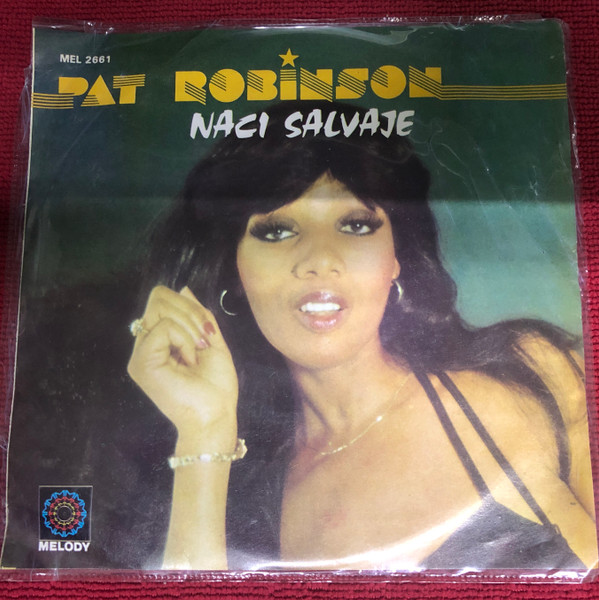 MEL 2661
PAT ROBINSON
NACI SALVAJE
MELODY